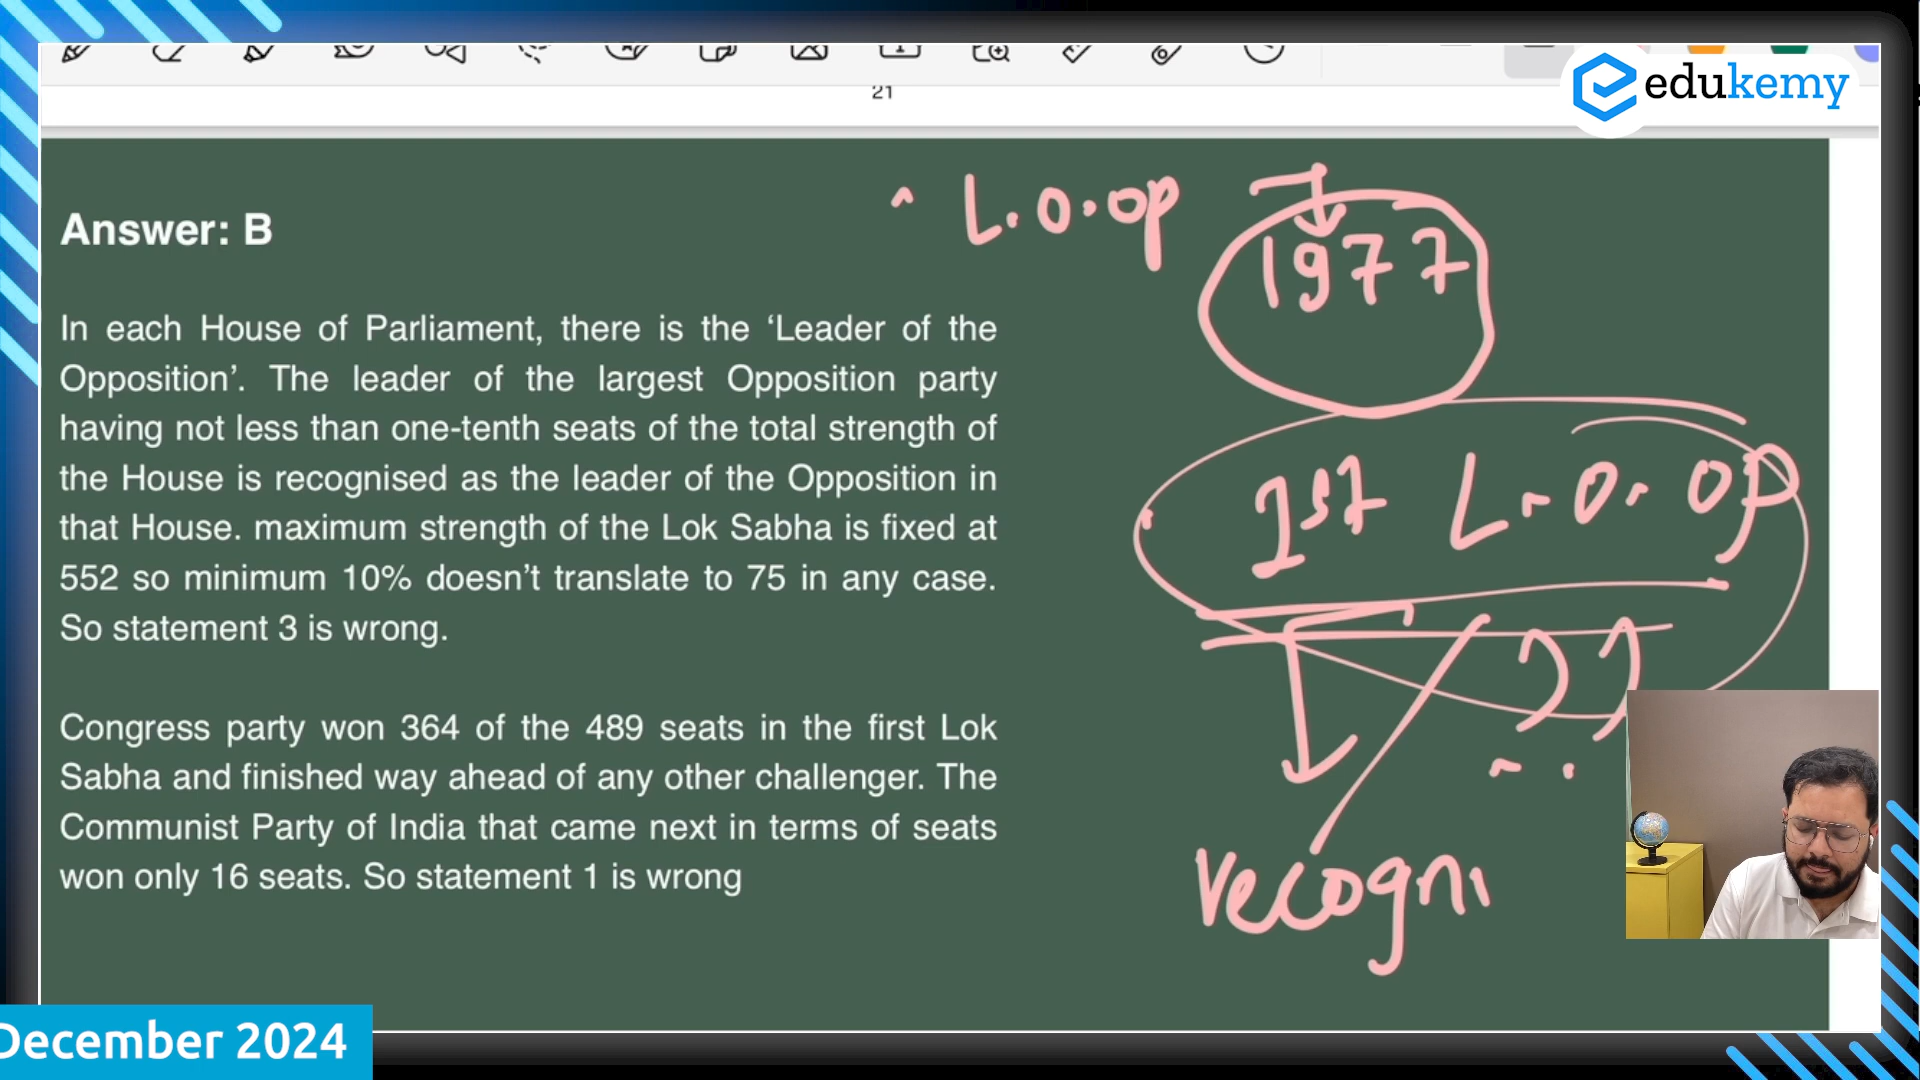 21
edukemy
L.O.OP
1977
Answer: B
In each House of Parliament, there is the ‘Leader of the
Opposition’. The leader of the largest Opposition party
having not less than one-tenth seats of the total strength of
the House is recognised as the leader of the Opposition in
that House. maximum strength of the Lok Sabha is fixed at
552 so minimum 10% doesn’t translate to 75 in any case.
So statement 3 is wrong.
1st L.O.OP
Congress party won 364 of the 489 seats in the first Lok
Sabha and finished way ahead of any other challenger. The
Communist Party of India that came next in terms of seats
won only 16 seats. So statement 1 is wrong
??
recogni
December 2024